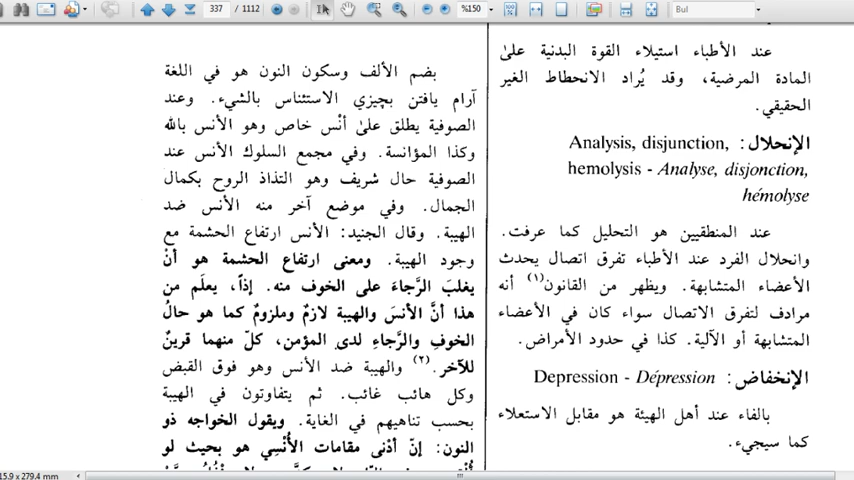 337 / 1112
%150
Bul
عند الأطباء استيلاء القوة البدنية على
المادة المرضية، وقد يُراد الانحطاط الغير
الحقيقي.
الإنحلال: Analysis, disjunction,
hemolysis - Analyse, disjonction,
hémolyse
عند المنطقيين هو التحليل كما عرفت.
وانحلال الفرد عند الأطباء تفرق اتصال يحدث
الأعضاء المتشابهة. ويظهر من القانون(١) أنه
مرادف لتفرق الاتصال سواء كان في الأعضاء
المتشابهة أو الآلية. كذا في حدود الأمراض.
الإنخفاض: Depression - Dépression
بالفاء عند أهل الهيئة هو مقابل الاستعلاء
كما سيجيء.
بضم الألف وسكون النون هو في اللغة
آرام يافتن بچيزي الاستئناس بالشيء. وعند
الصوفية يطلق على أنْس خاص وهو الأنس بالله
وكذا المؤانسة. وفي مجمع السلوك الأنس عند
الصوفية حال شريف وهو التذاذ الروح بكمال
الجمال. وفي موضع آخر منه الأنس ضد
الهيبة. وقال الجنيد: الأنس ارتفاع الحشمة مع
وجود الهيبة. ومعنى ارتفاع الحشمة هو أنْ
يغلبَ الرَّجاءَ على الخوف منه. إذاً، يعلَم من
هذا أنَّ الأنسَ والهيبة لازمٌ وملزومٌ كما هو حالُ
الخوفِ والرَّجاءِ لدى المؤمن، كلّ منهما قرينٌ
للآخر.(٢) والهيبة ضد الأنس وهو فوق القبض
وكل هائب غائب. ثم يتفاوتون في الهيبة
بحسب تناهيهم في الغاية. ويقول الخواجه ذو
النون: إنّ أدْنى مقامات الأُنْسِي هو بحيث لو
15.9 x 279.4 mm